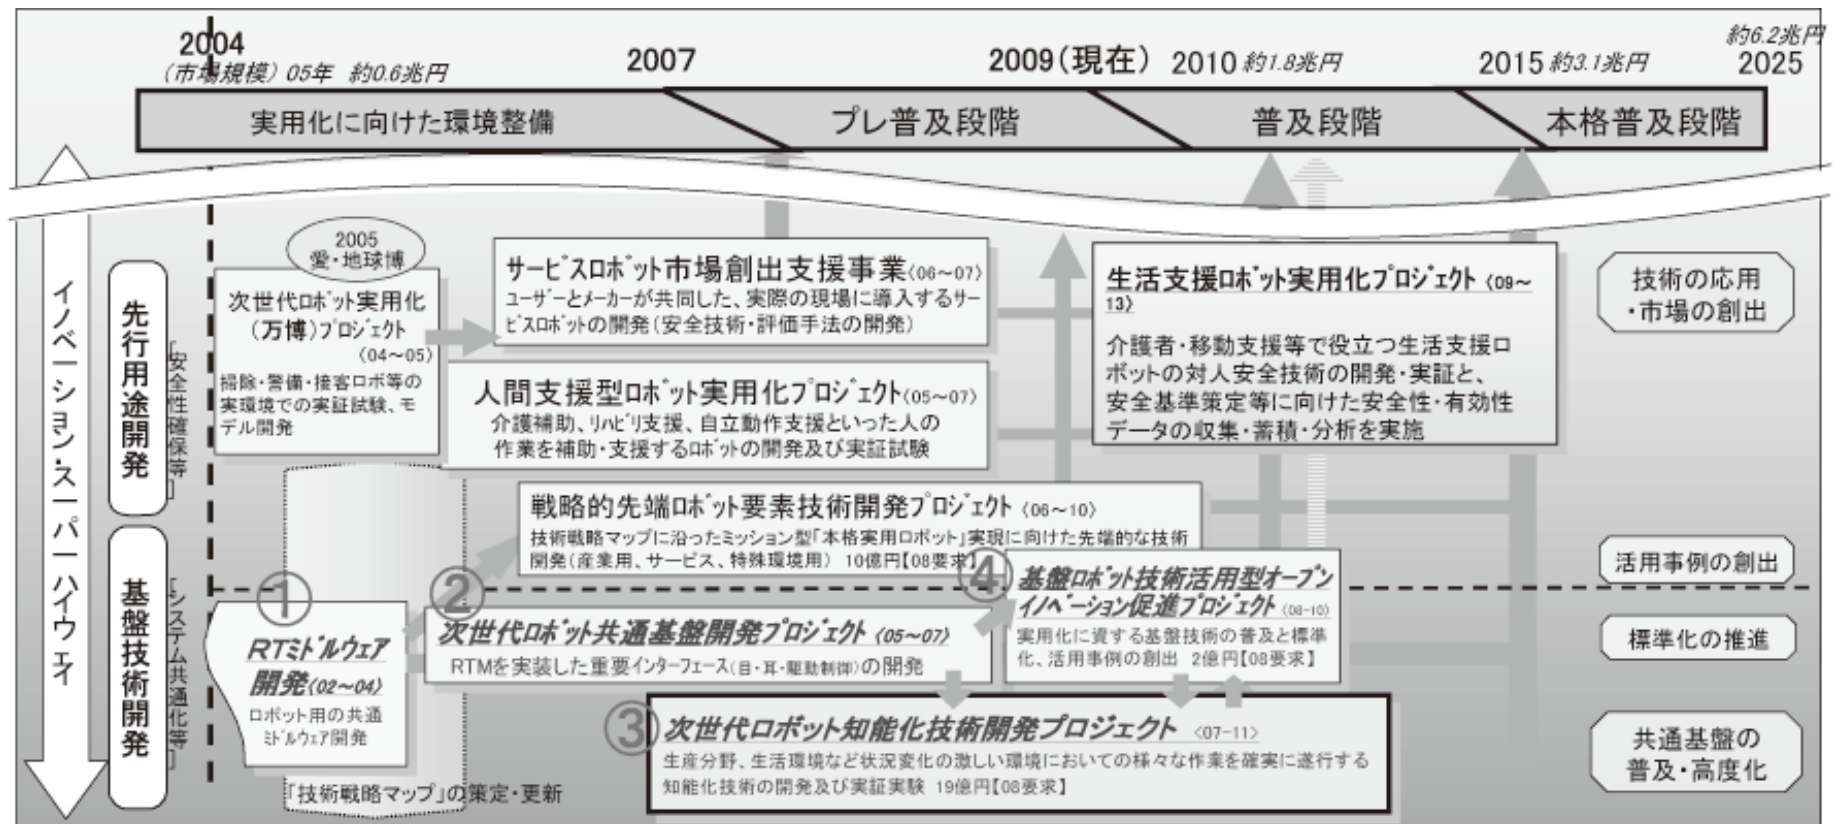 2004
(市場規模) 05年 約0.6兆円
2007
2009(現在)
2010 約1.8兆円
2015 約3.1兆円
約6.2兆円
2025
実用化に向けた環境整備
プレ普及段階
普及段階
本格普及段階
イノベーション・スーパーハイウェイ
先行用途開発
[安全性確保等]
基盤技術開発
[システム共通化等]
2005
愛・地球博
次世代ロボット実用化
(万博)プロジェクト
〈04～05〉
掃除・警備・接客ロボ等の
実環境での実証試験、モ
デル開発
サービスロボット市場創出支援事業〈06～07〉
ユーザーとメーカーが共同した、実際の現場に導入するサー
ビスロボットの開発(安全技術・評価手法の開発)
人間支援型ロボット実用化プロジェクト〈05～07〉
介護補助、リハビリ支援、自立動作支援といった人の
作業を補助・支援するロボットの開発及び実証試験
生活支援ロボット実用化プロジェクト〈09～
13〉
介護者・移動支援等で役立つ生活支援ロ
ボットの対人安全技術の開発・実証と、
安全基準策定等に向けた安全性・有効性
データの収集・蓄積・分析を実施
戦略的先端ロボット要素技術開発プロジェクト〈06～10〉
技術戦略マップに沿ったミッション型「本格実用ロボット」実現に向けた先端的な技術
開発(産業用、サービス、特殊環境用) 10億円【08要求】
①
RTミドルウェア
開発〈02～04〉
ロボット用の共通
ミドルウェア開発
②
次世代ロボット共通基盤開発プロジェクト〈05～07〉
RTMを実装した重要インターフェース(目・耳・駆動制御)の開発
④
基盤ロボット技術活用型オープン
イノベーション促進プロジェクト〈08-10〉
実用化に資する基盤技術の普及と標準
化、活用事例の創出 2億円【08要求】
③
次世代ロボット知能化技術開発プロジェクト 〈07-11〉
生産分野、生活環境など状況変化の激しい環境においての様々な作業を確実に遂行する
知能化技術の開発及び実証実験 19億円【08要求】
「技術戦略マップ」の策定・更新
技術の応用
・市場の創出
活用事例の創出
標準化の推進
共通基盤の
普及・高度化